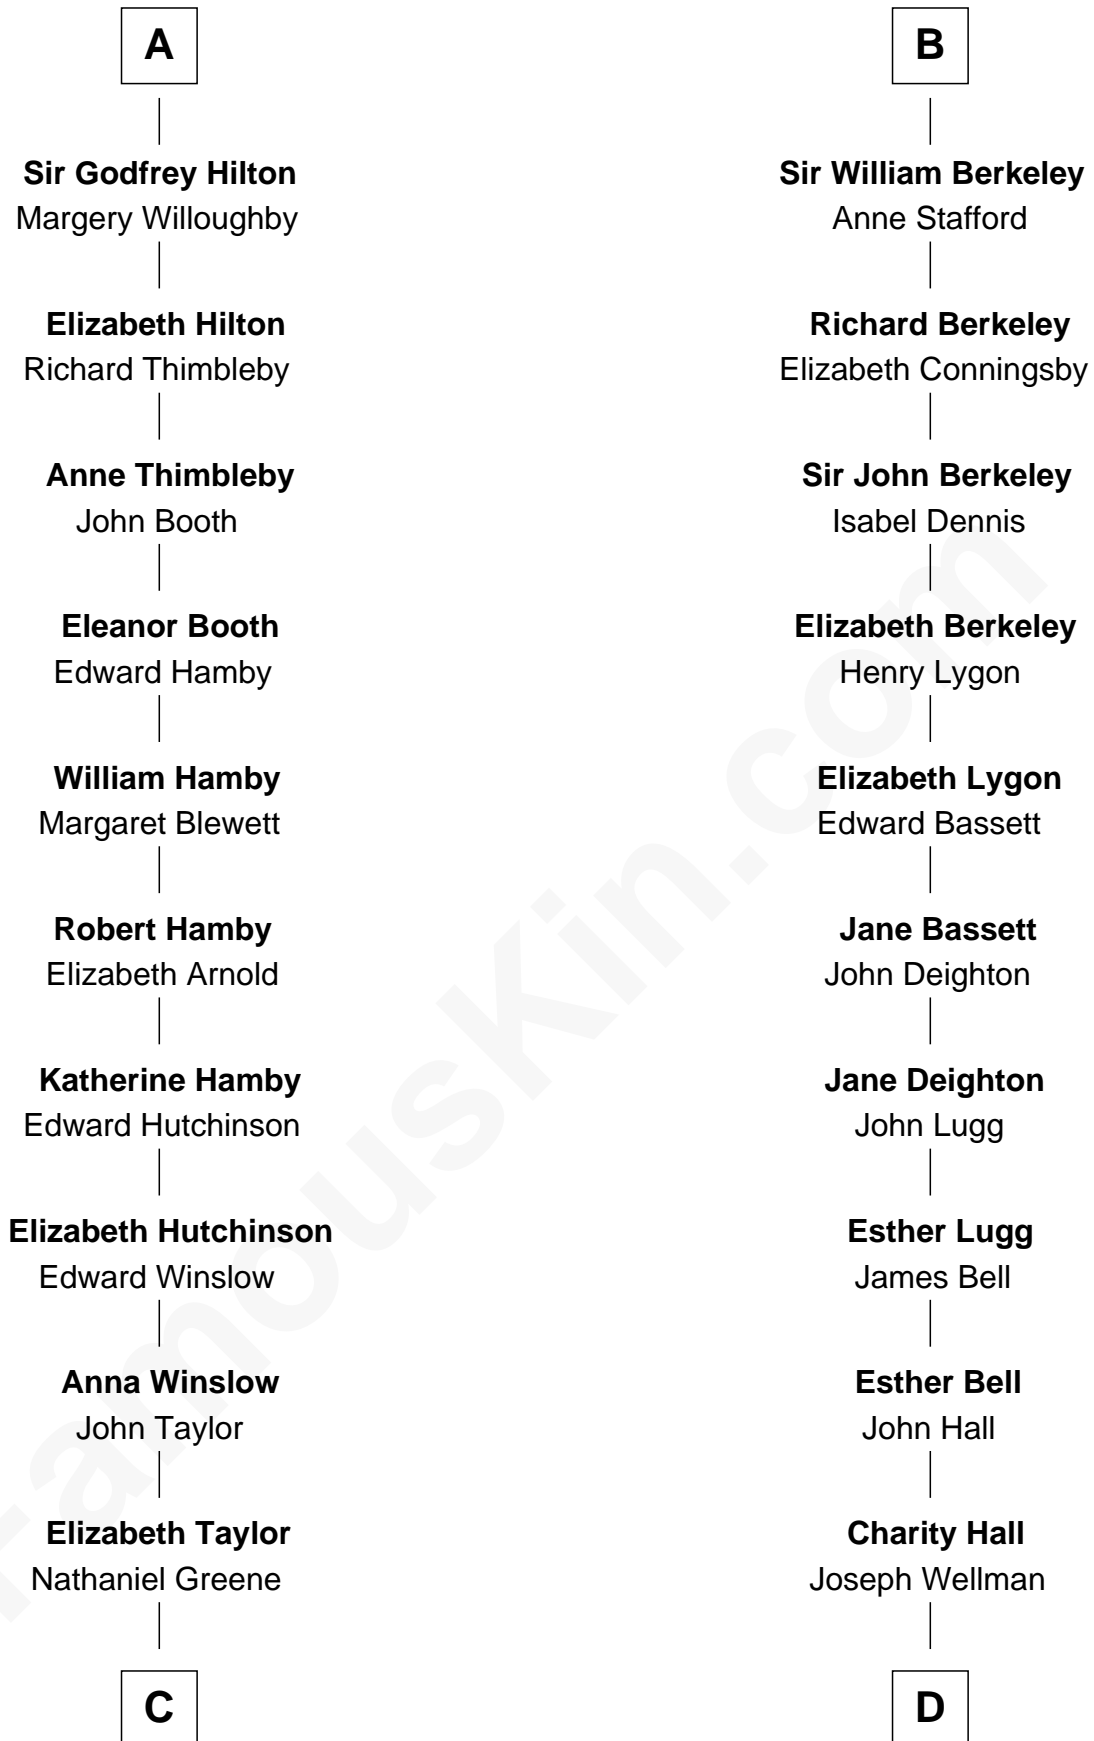 A
Sir Godfrey Hilton
Margery Willoughby
Elizabeth Hilton
Richard Thimbleby
Anne Thimbleby
John Booth
Eleanor Booth
Edward Hamby
William Hamby
Margaret Blewett
Robert Hamby
Elizabeth Arnold
Katherine Hamby
Edward Hutchinson
Elizabeth Hutchinson
Edward Winslow
Anna Winslow
John Taylor
Elizabeth Taylor
Nathaniel Greene
C
B
Sir William Berkeley
Anne Stafford
Richard Berkeley
Elizabeth Conningsby
Sir John Berkeley
Isabel Dennis
Elizabeth Berkeley
Henry Lygon
Elizabeth Lygon
Edward Bassett
Jane Bassett
John Deighton
Jane Deighton
John Lugg
Esther Lugg
James Bell
Esther Bell
John Hall
Charity Hall
Joseph Wellman
D
FamousKin.com